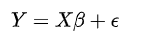 Y = Xβ + ϵ